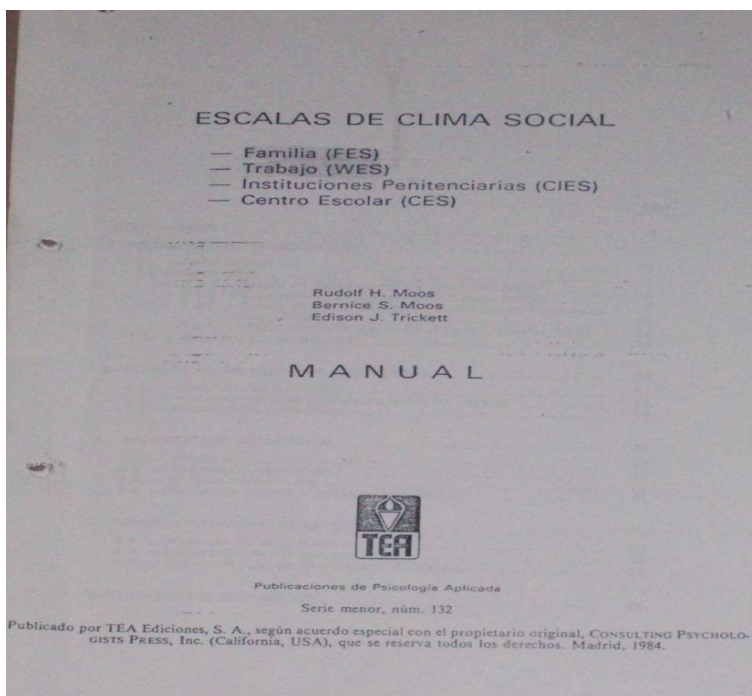 ESCALAS DE CLIMA SOCIAL
— Familia (FES)
— Trabajo (WES)
— Instituciones Penitenciarias (CIES)
— Centro Escolar (CES)
Rudolf H. Moos
Bernice S. Moos
Edison J. Trickett
MANUAL
TEA
Publicaciones de Psicología Aplicada
Serie menor, núm. 132
Publicado por TEA Ediciones, S. A., según acuerdo especial con el propietario original, CONSULTING PSYCHOLO-
GISTS PRESS, Inc. (California, USA), que se reserva todos los derechos. Madrid, 1984.